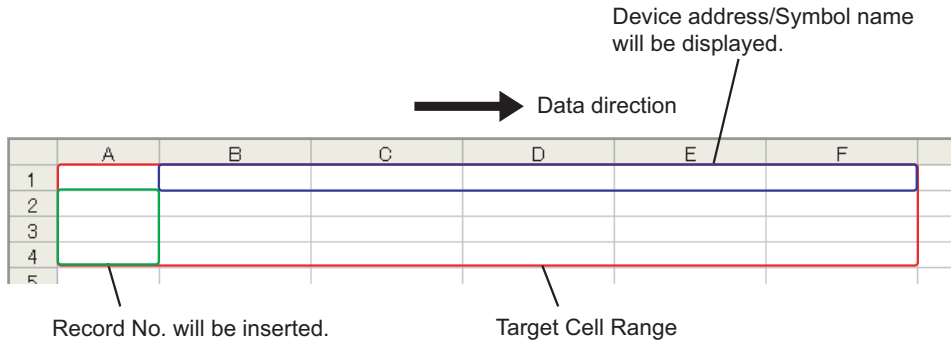 Device address/Symbol name
will be displayed.
Data direction
A B C D E F
1
2
3
4
5
Record No. will be inserted.
Target Cell Range